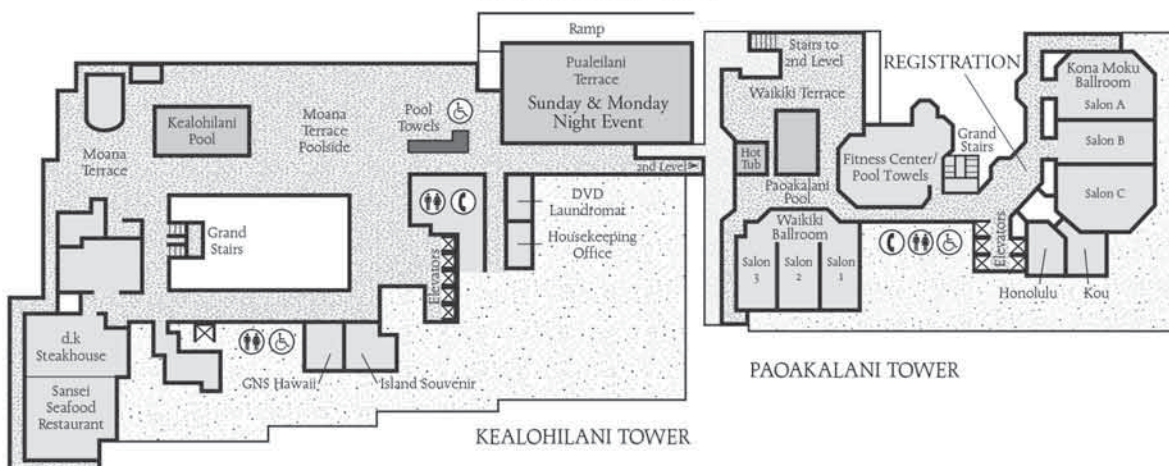 Ramp
Pualeilani
Terrace
Sunday & Monday
Night Event
Stairs to
2nd Level
Waikiki Terrace
REGISTRATION
Kona Moku
Ballroom
Salon A
Salon B
Salon C
Kealohilani
Pool
Moana
Terrace
Poolside
Pool
Towels
Moana
Terrace
2nd Level
Hot
Tub
Fitness Center/
Pool Towels
Grand
Stairs
Paoakalani
Pool
DVD
Laundromat
Housekeeping
Office
Waikiki
Ballroom
Salon
3
Salon
2
Salon
1
Elevators
Honolulu
Kou
Grand
Stairs
Elevators
d.k
Steakhouse
Sansei
Seafood
Restaurant
GNS Hawaii
Island Souvenir
PAOAKALANI TOWER
KEALOHILANI TOWER